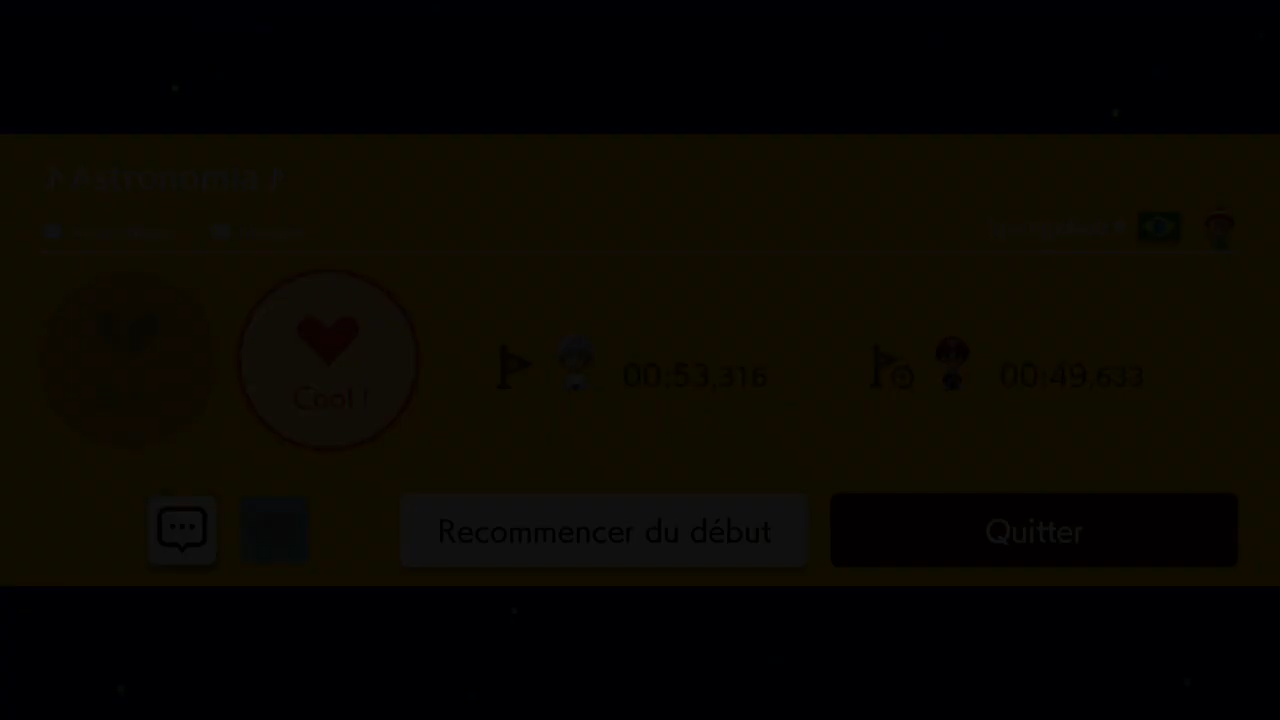 ♪ Astronomia ♪
Cool !
00:53.316
00:49.633
Recommencer du début
Quitter